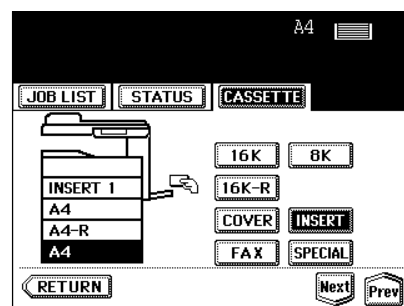 A4
JOB LIST STATUS CASSETTE
16K 8K
INSERT 1 16K-R
A4
COVER INSERT
A4-R
A4 FAX SPECIAL
RETURN Next Prev